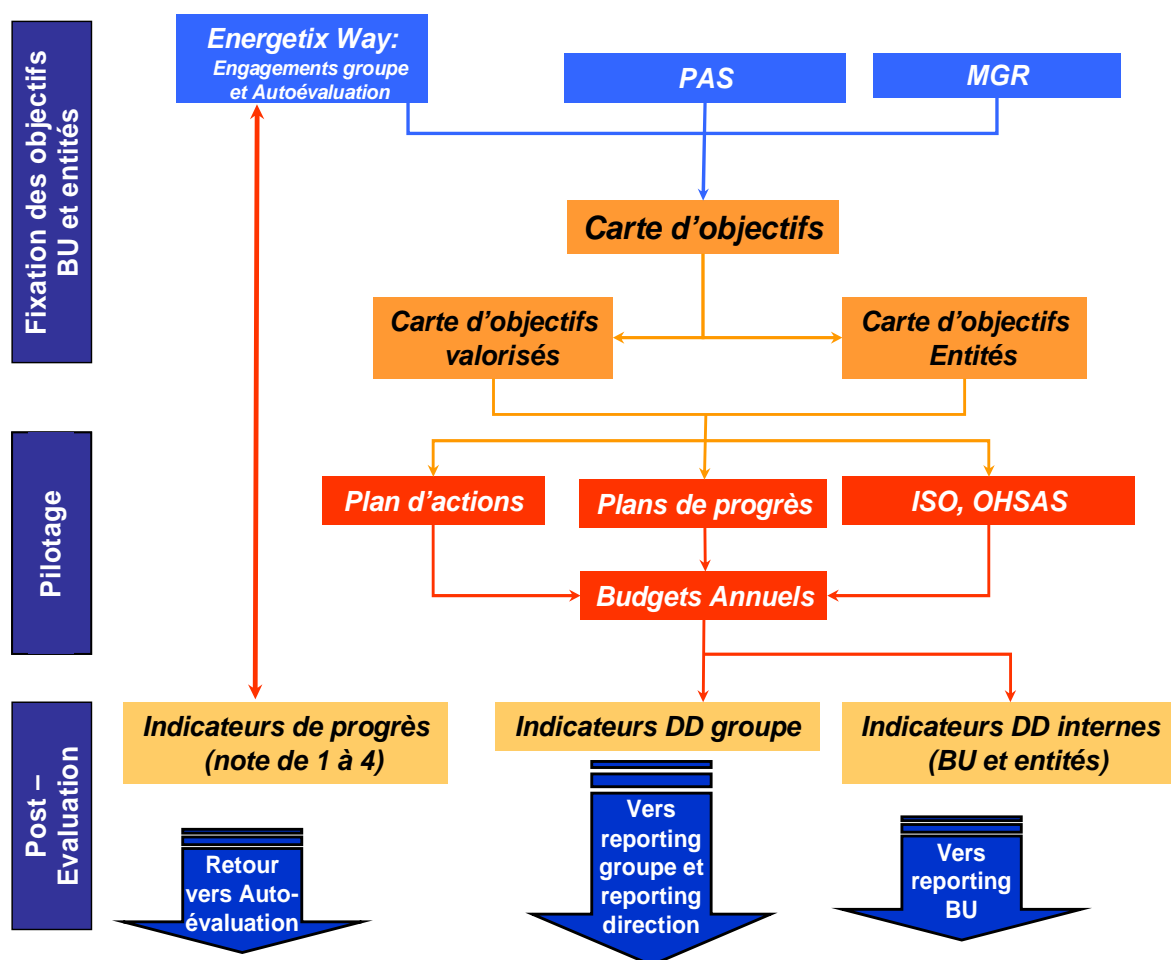 Fixation des objectifs
BU et entités
Energetix Way:
Engagements groupe
et Autoévaluation
PAS
MGR
Carte d’objectifs
Carte d’objectifs
valorisés
Carte d’objectifs
Entités
Pilotage
Plan d’actions
Plans de progrès
ISO, OHSAS
Budgets Annuels
Post –
Evaluation
Indicateurs de progrès
(note de 1 à 4)
Indicateurs DD groupe
Indicateurs DD internes
(BU et entités)
Retour
vers Auto-
évaluation
Vers
reporting
groupe et
reporting
direction
Vers
reporting
BU